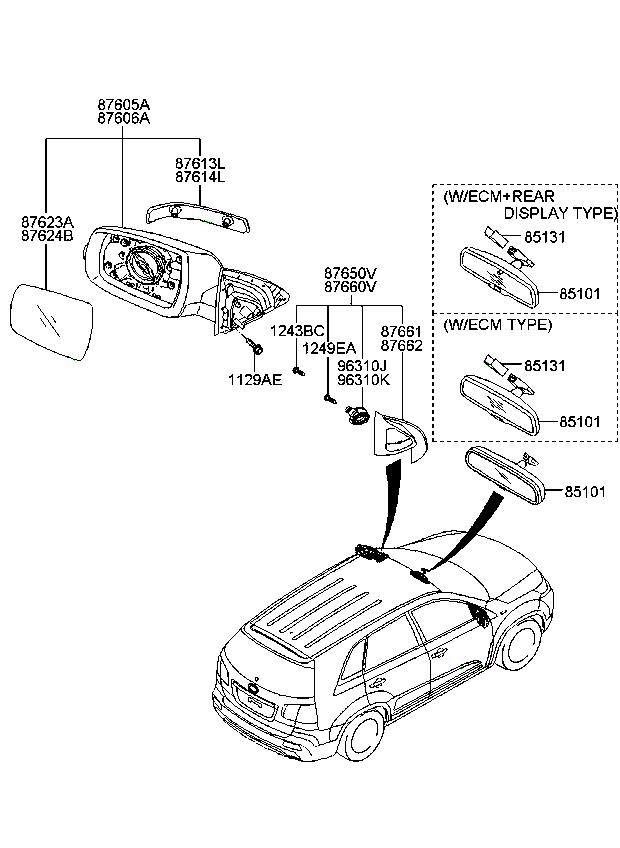 87605A
87606A
87613L
87614L
87623A
87624B
(W/ECM+REAR
DISPLAY TYPE)
85131
85101
87650V
87660V
1243BC
1249EA
87661
87662
96310J
96310K
1129AE
(W/ECM TYPE)
85131
85101
85101